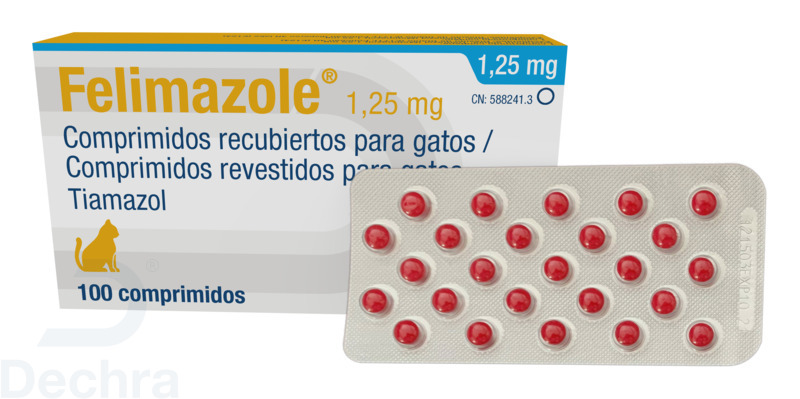 1,25 mg
Felimazole® 1,25 mg
CN: 588241.3
Comprimidos recubiertos para gatos /
Comprimidos revestidos para gatos
Tiamazol
®
100 comprimidos
Dechra